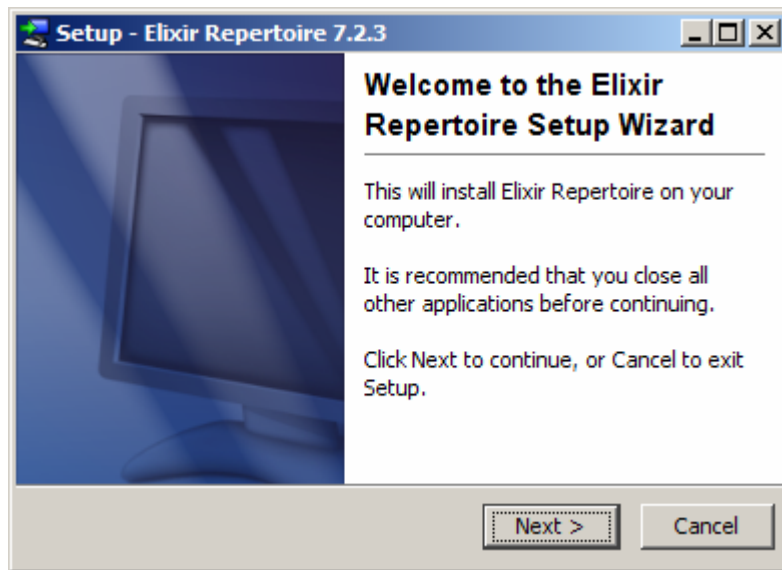 Setup - Elixir Repertoire 7.2.3
Welcome to the Elixir
Repertoire Setup Wizard
This will install Elixir Repertoire on your
computer.
It is recommended that you close all
other applications before continuing.
Click Next to continue, or Cancel to exit
Setup.
Next >
Cancel